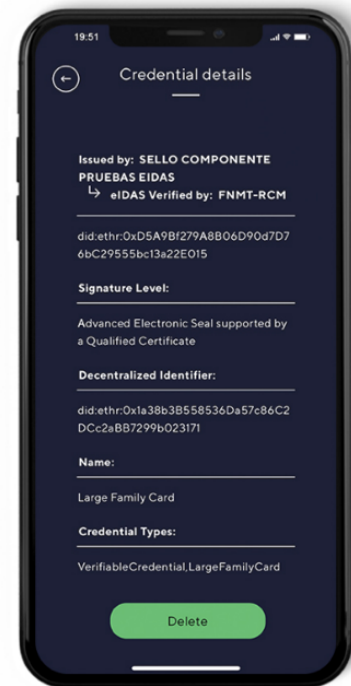 19:51
Credential details
Issued by: SELLO COMPONENTE
PRUEBAS EIDAS
eIDAS Verified by: FNMT-RCM
did:ethr:0xD5A9Bf279A8B06D90d7D7
6bC29555bc13a22E015
Signature Level:
Advanced Electronic Seal supported by
a Qualified Certificate
Decentralized Identifier:
did:ethr:0x1a38b3B558536Da57c86C2
DCc2aBB7299b023171
Name:
Large Family Card
Credential Types:
VerifiableCredential,LargeFamilyCard
Delete